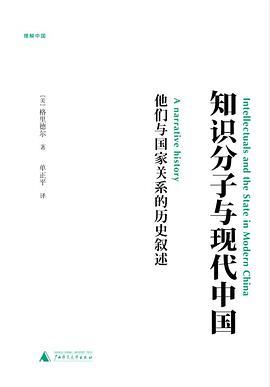 理解中国
知识分子与现代中国
Intellectuals and the State in Modern China
A narrative history
他们与国家关系的历史叙述
[美] 格里德尔 著
单正平 译
广西师范大学出版社